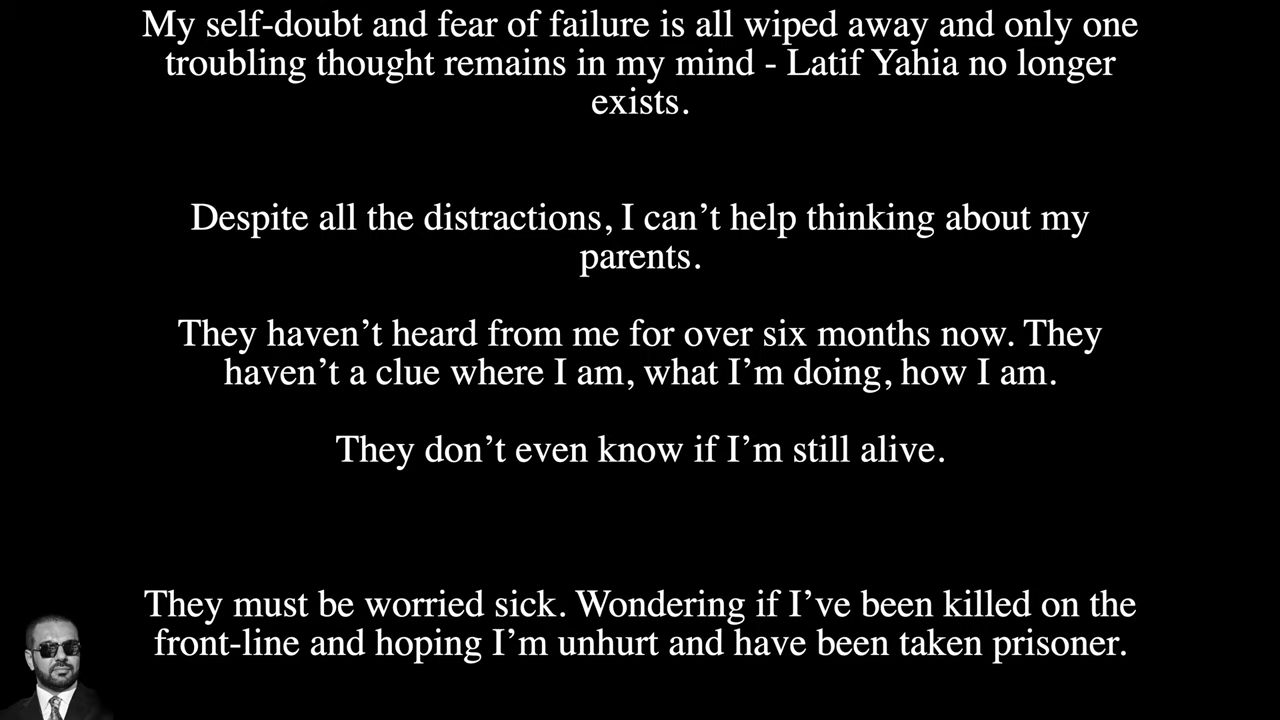 My self-doubt and fear of failure is all wiped away and only one
troubling thought remains in my mind - Latif Yahia no longer
exists.
Despite all the distractions, I can’t help thinking about my
parents.
They haven’t heard from me for over six months now. They
haven’t a clue where I am, what I’m doing, how I am.
They don’t even know if I’m still alive.
They must be worried sick. Wondering if I’ve been killed on the
front-line and hoping I’m unhurt and have been taken prisoner.